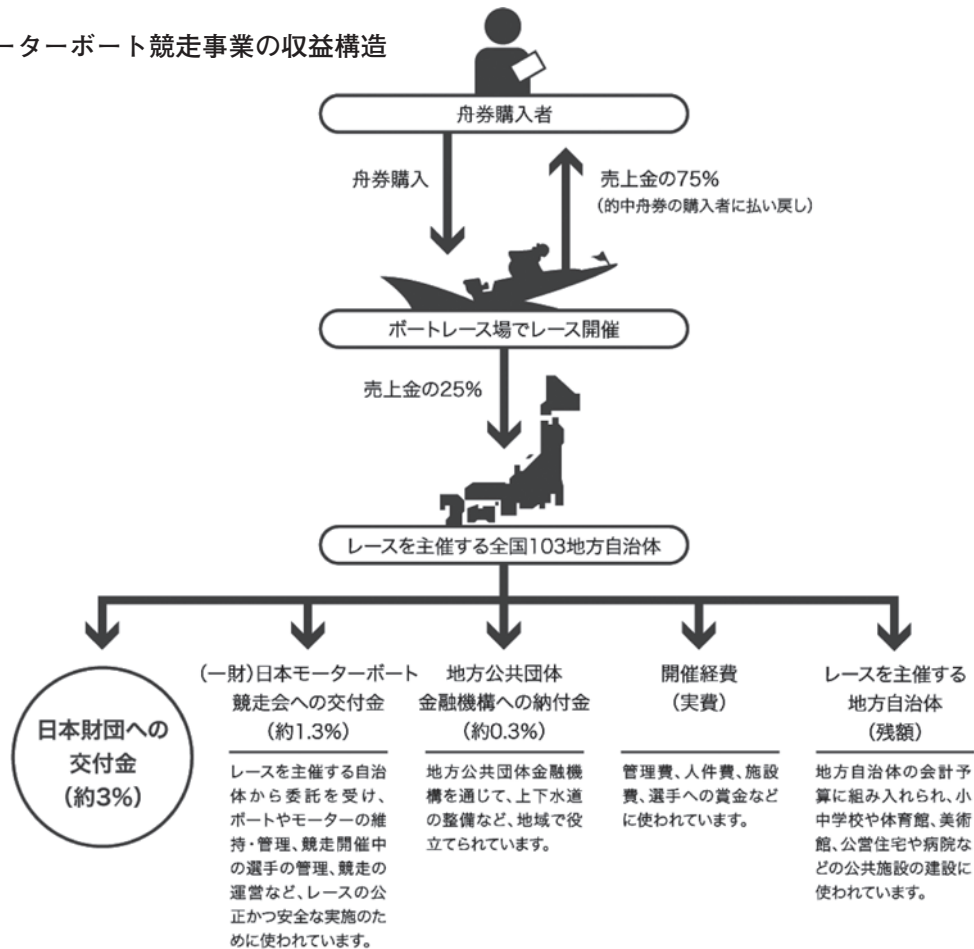 ーターボート競走事業の収益構造
舟券購入者
舟券購入
売上金の75%
(的中舟券の購入者に払い戻し)
ボートレース場でレース開催
売上金の25%
レースを主催する全国103地方自治体
日本財団への
交付金
(約3%)
(一財)日本モーターボート
競走会への交付金
(約1.3%)
レースを主催する自治
体から委託を受け、
ボートやモーターの維
持・管理、競走開催中
の選手の管理、競走の
運営など、レースの公
正かつ安全な実施のた
めに使われています。
地方公共団体
金融機構への納付金
(約0.3%)
地方公共団体金融機
構を通じて、上下水道
の整備など、地域で役
立てられています。
開催経費
(実費)
管理費、人件費、施設
費、選手への賞金など
に使われています。
レースを主催する
地方自治体
(残額)
地方自治体の会計予
算に組み入れられ、小
中学校や体育館、美術
館、公営住宅や病院な
どの公共施設の建設に
使われています。